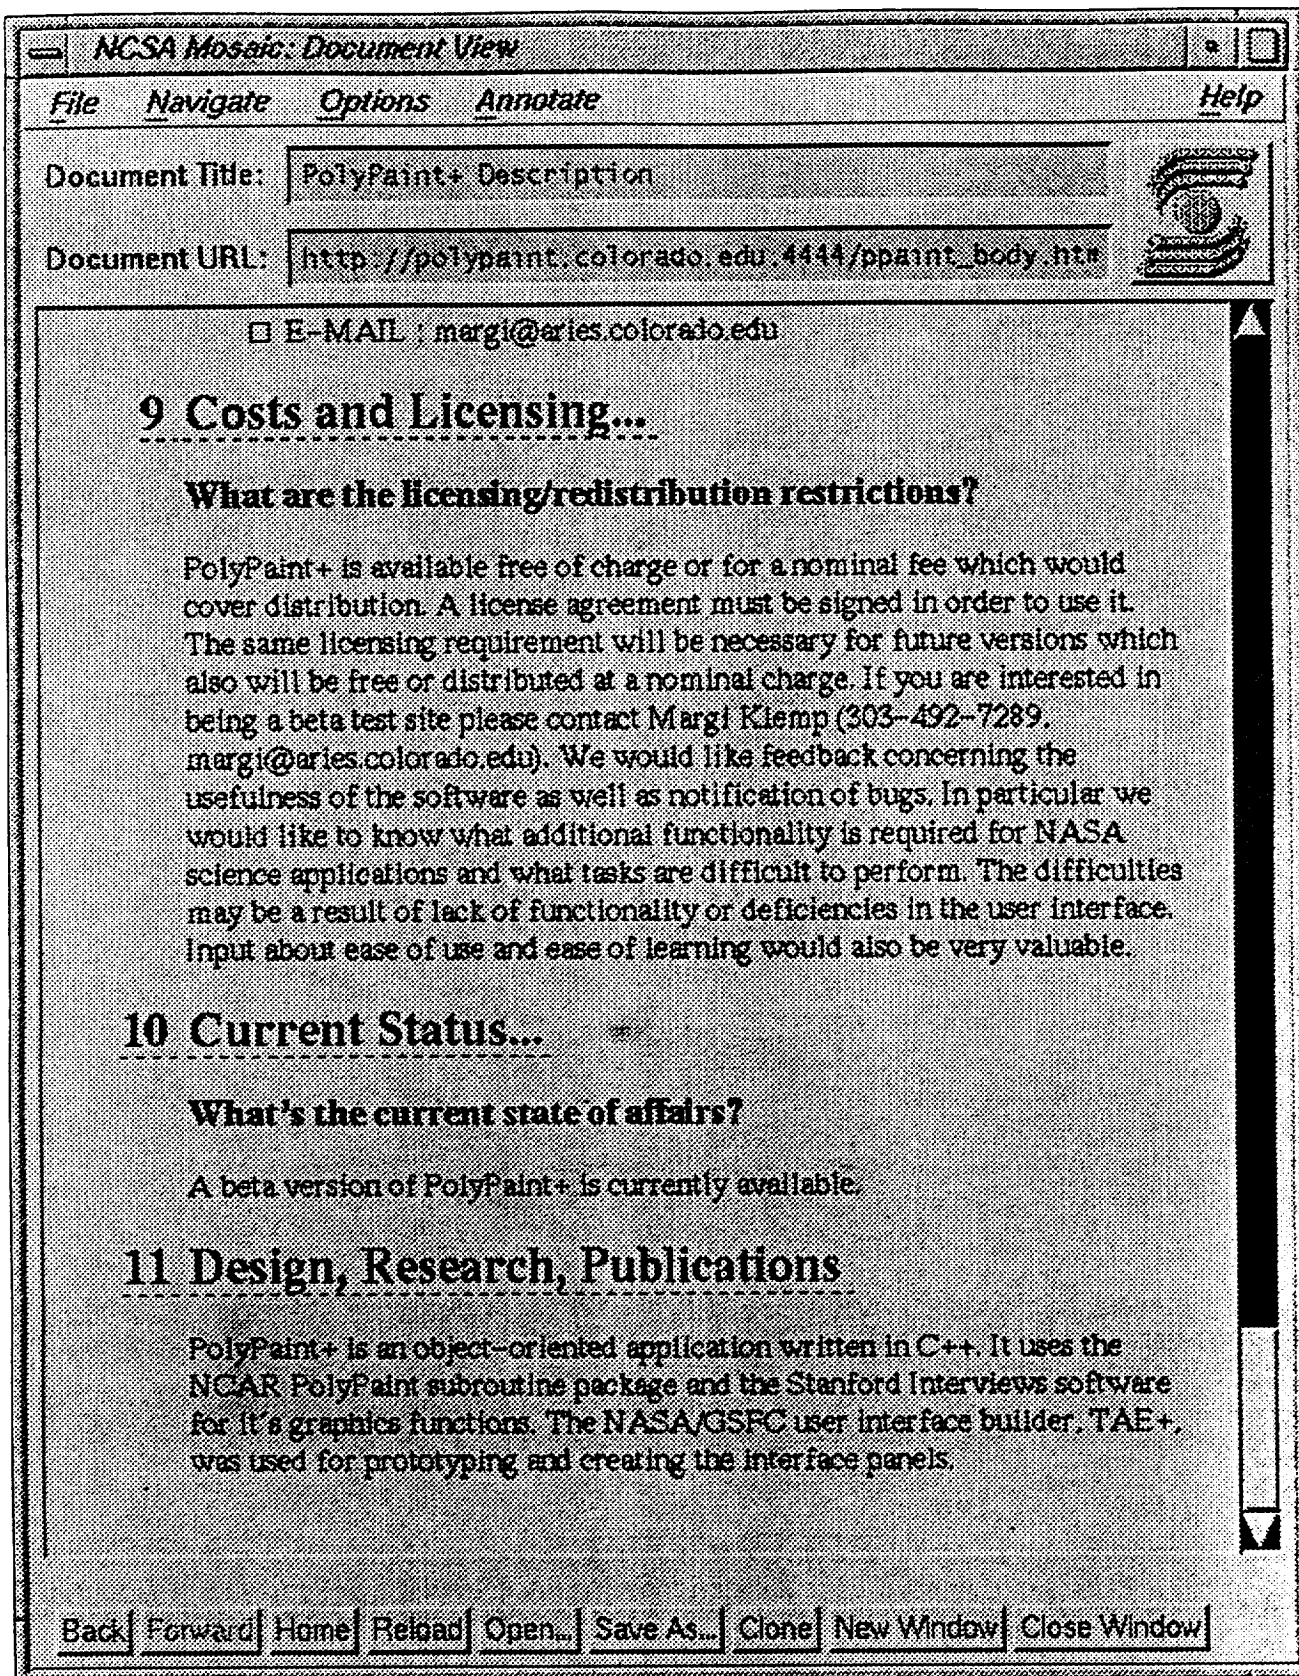 NCSA Mosaic: Document View
File Navigate Options Annotate Help
Document Title: PolyPaint+ Description
Document URL: http://polypaint.colorado.edu:4444/ppaint_body.htm
E-MAIL : margi@aries.colorado.edu
9 Costs and Licensing...
What are the licensing/redistribution restrictions?
PolyPaint+ is available free of charge or for a nominal fee which would
cover distribution. A license agreement must be signed in order to use it.
The same licensing requirement will be necessary for future versions which
also will be free or distributed at a nominal charge. If you are interested in
being a beta test site please contact Margi Klemp (303-492-7289,
margi@aries.colorado.edu). We would like feedback concerning the
usefulness of the software as well as notification of bugs. In particular we
would like to know what additional functionality is required for NASA
science applications and what tasks are difficult to perform. The difficulties
may be a result of lack of functionality or deficiencies in the user interface.
Input about ease of use and ease of learning would also be very valuable.
10 Current Status...
What's the current state of affairs?
A beta version of PolyPaint+ is currently available.
11 Design, Research, Publications
PolyPaint+ is an object-oriented application written in C++. It uses the
NCAR PolyPaint subroutine package and the Stanford Interviews software
for it's graphics functions. The NASA/GSFC user interface builder, TAE+,
was used for prototyping and creating the interface panels.
Back Forward Home Reload Open... Save As... Clone New Window Close Window